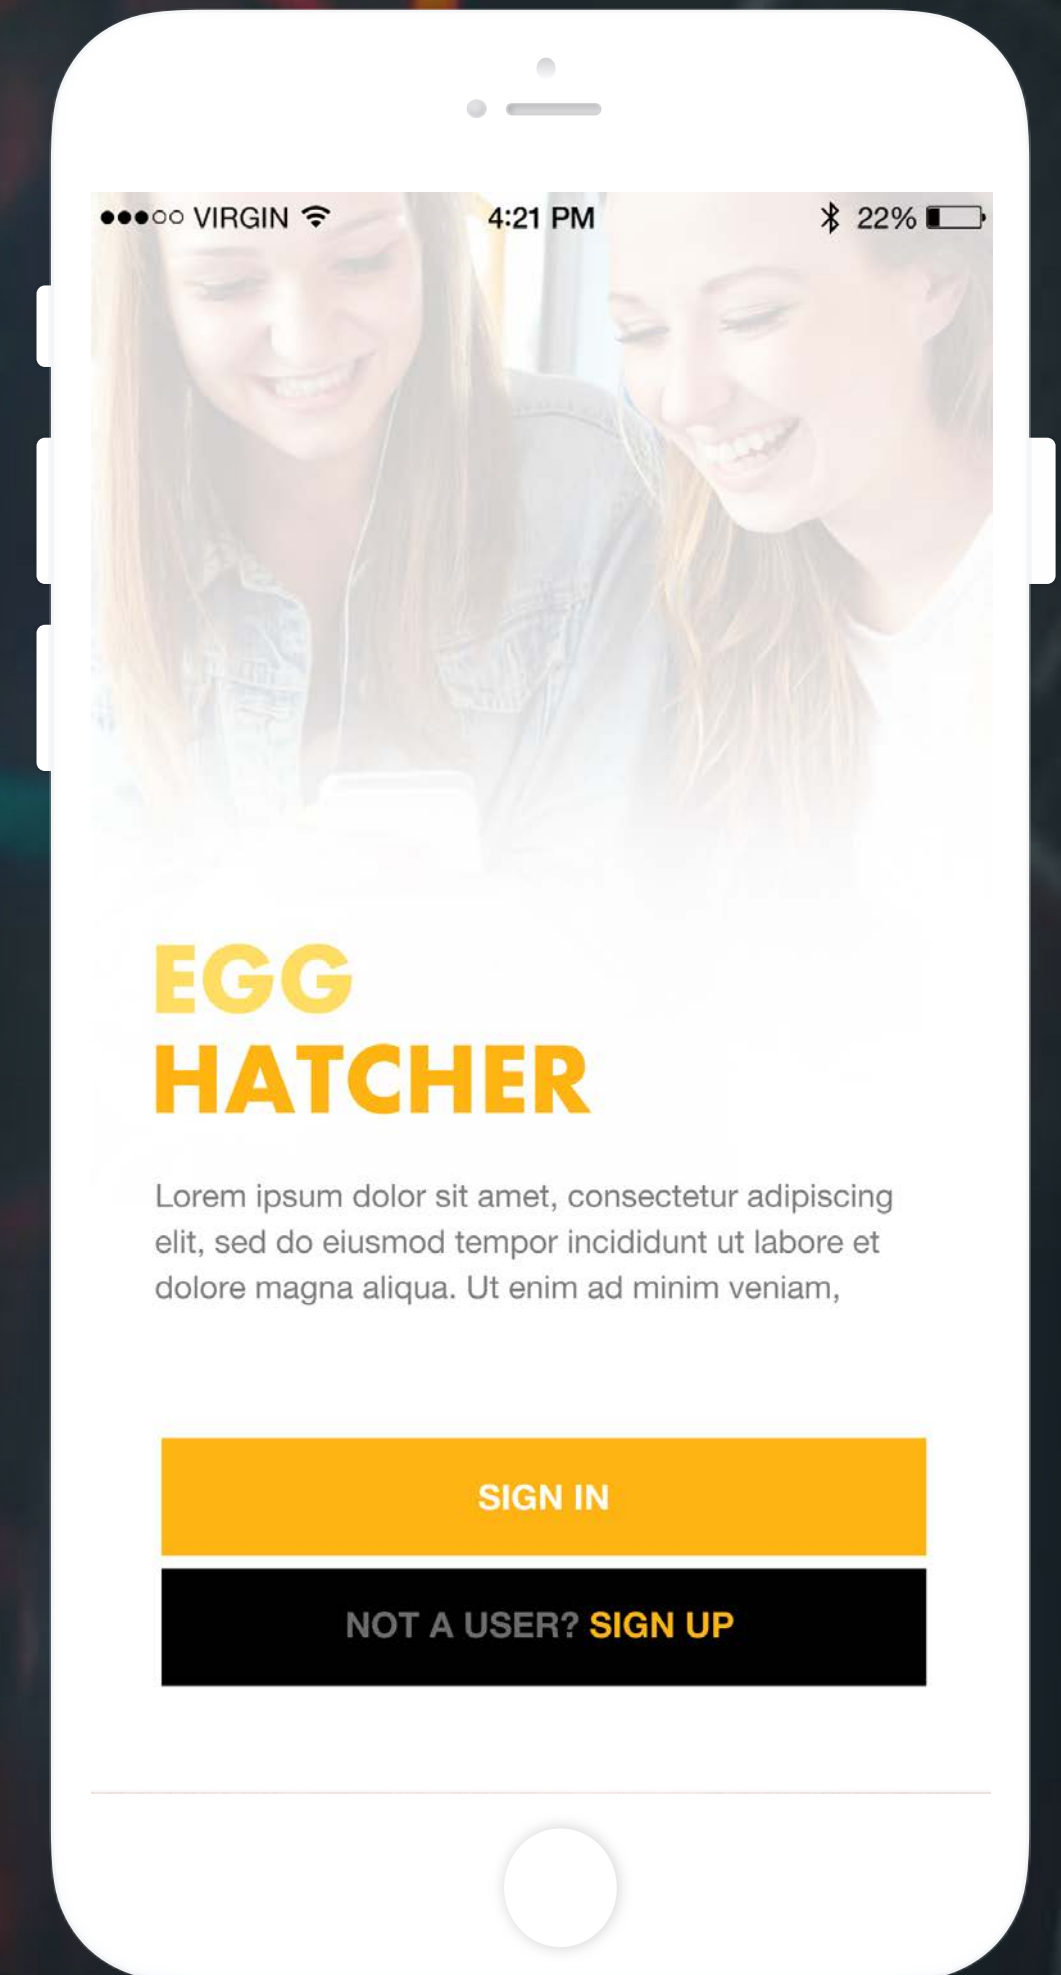 ●●●○○ VIRGIN 4:21 PM 22%
EGG
HATCHER
Lorem ipsum dolor sit amet, consectetur adipiscing
elit, sed do eiusmod tempor incididunt ut labore et
dolore magna aliqua. Ut enim ad minim veniam,
SIGN IN
NOT A USER? SIGN UP